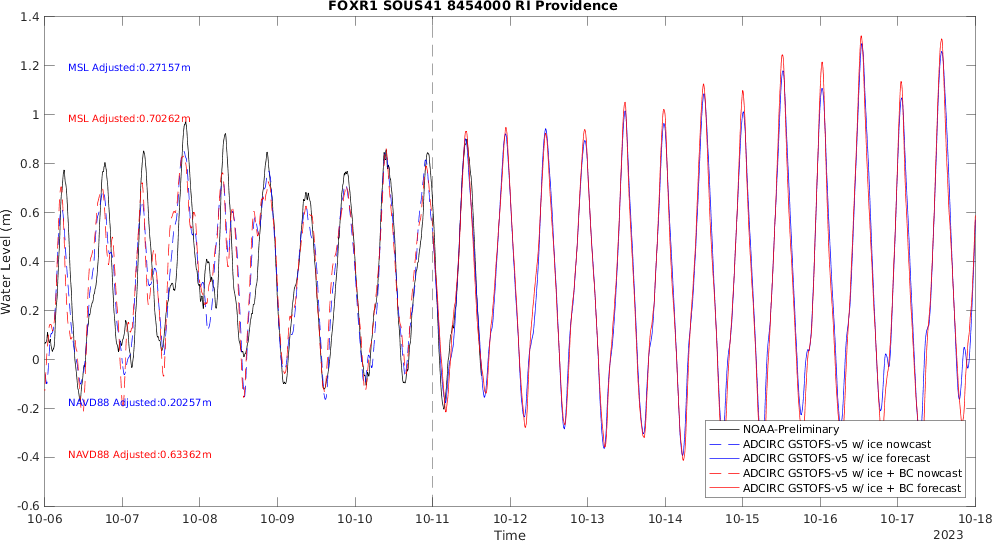 FOXR1 SOUS41 8454000 RI Providence
1.4
1.2
1
0.8
0.6
0.4
0.2
0
-0.2
-0.4
-0.6
Water Level (m)
MSL Adjusted:0.27157m
MSL Adjusted:0.70262m
NAVD88 Adjusted:0.20257m
NAVD88 Adjusted:0.63362m
NOAA-Preliminary
ADCIRC GSTOFS-v5 w/ ice nowcast
ADCIRC GSTOFS-v5 w/ ice forecast
ADCIRC GSTOFS-v5 w/ ice + BC nowcast
ADCIRC GSTOFS-v5 w/ ice + BC forecast
10-06 10-07 10-08 10-09 10-10 10-11 10-12 10-13 10-14 10-15 10-16 10-17 10-18
Time
2023